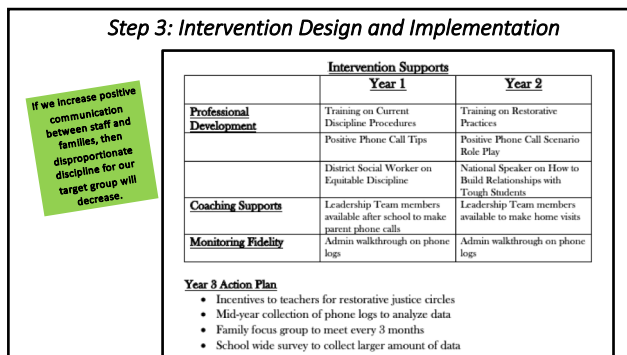 Step 3: Intervention Design and Implementation
If we increase positive
communication
between staff and
families, then
disproportionate
discipline for our
target group will
decrease.
Intervention Supports
Year 1 Year 2
Professional Development Training on Current Discipline Procedures Training on Restorative Practices
Positive Phone Call Tips Positive Phone Call Scenario Role Play
District Social Worker on Equitable Discipline National Speaker on How to Build Relationships with Tough Students
Coaching Supports Leadership Team members available after school to make parent phone calls Leadership Team members available to make home visits
Monitoring Fidelity Admin walkthrough on phone logs Admin walkthrough on phone logs
Year 3 Action Plan
• Incentives to teachers for restorative justice circles
• Mid-year collection of phone logs to analyze data
• Family focus group to meet every 3 months
• School wide survey to collect larger amount of data